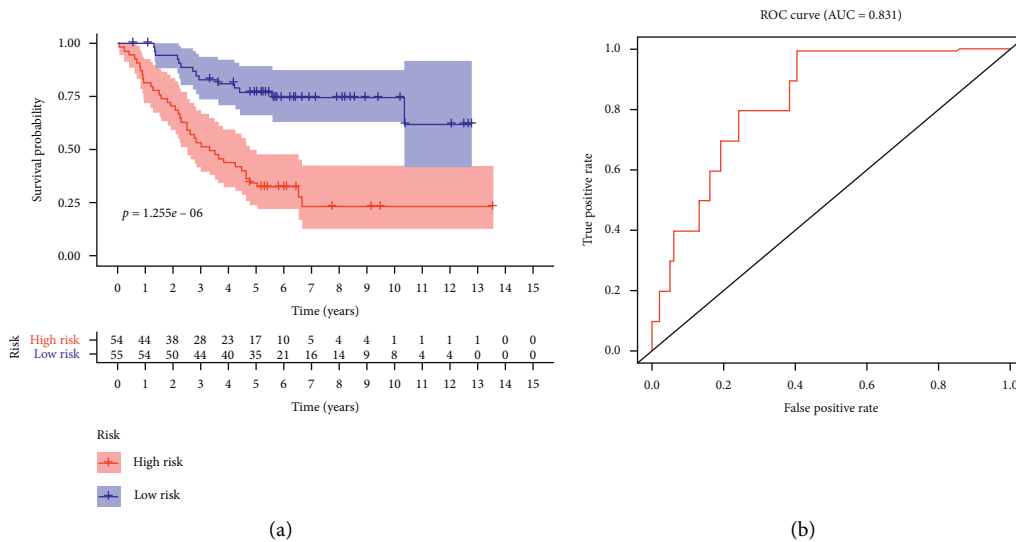 1.00
0.75
0.50
0.25
0.00
Survival probability
p = 1.255e – 06
0 1 2 3 4 5 6 7 8 9 10 11 12 13 14 15
Time (years)
Risk
High risk 54 44 38 28 23 17 10 5 4 4 1 1 1 1 0 0
Low risk 55 54 50 44 40 35 21 16 14 9 8 4 4 0 0 0
0 1 2 3 4 5 6 7 8 9 10 11 12 13 14 15
Time (years)
Risk
High risk
Low risk
(a)
ROC curve (AUC = 0.831)
1.0
0.8
0.6
0.4
0.2
0.0
True positive rate
0.0 0.2 0.4 0.6 0.8 1.0
False positive rate
(b)